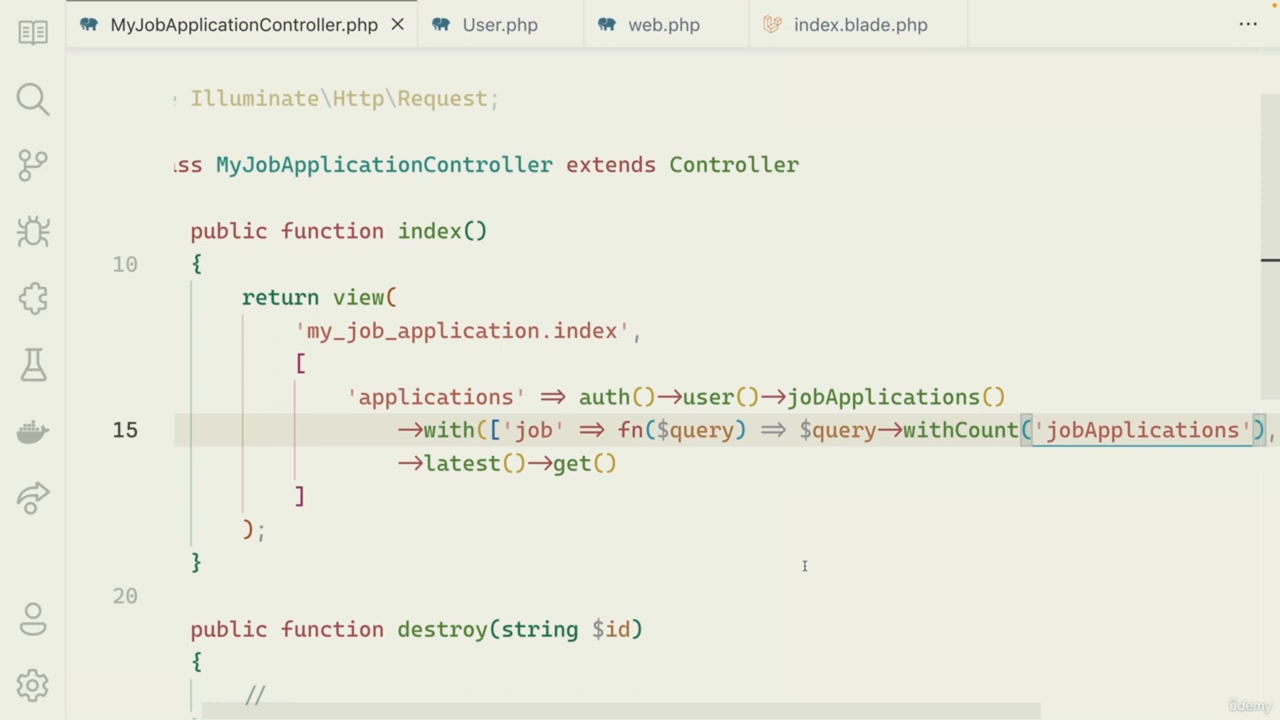 MyJobApplicationController.php User.php web.php index.blade.php ...
Illuminate\Http\Request;
ss MyJobApplicationController extends Controller
public function index()
10 {
return view(
'my_job_application.index',
[
'applications' => auth()->user()->jobApplications()
15 ->with(['job' => fn($query) => $query->withCount('jobApplications'),
->latest()->get()
]
);
}
20
public function destroy(string $id)
{
//
ûdemy